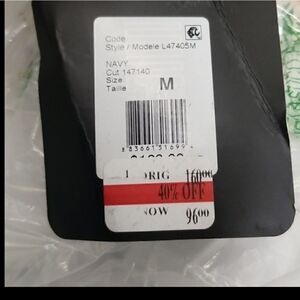 Code
Style / Modele L47405M
NAVY
Cut 147140
Size
Taille
M
ORIG 160.00
40% OFF
NOW 96.00